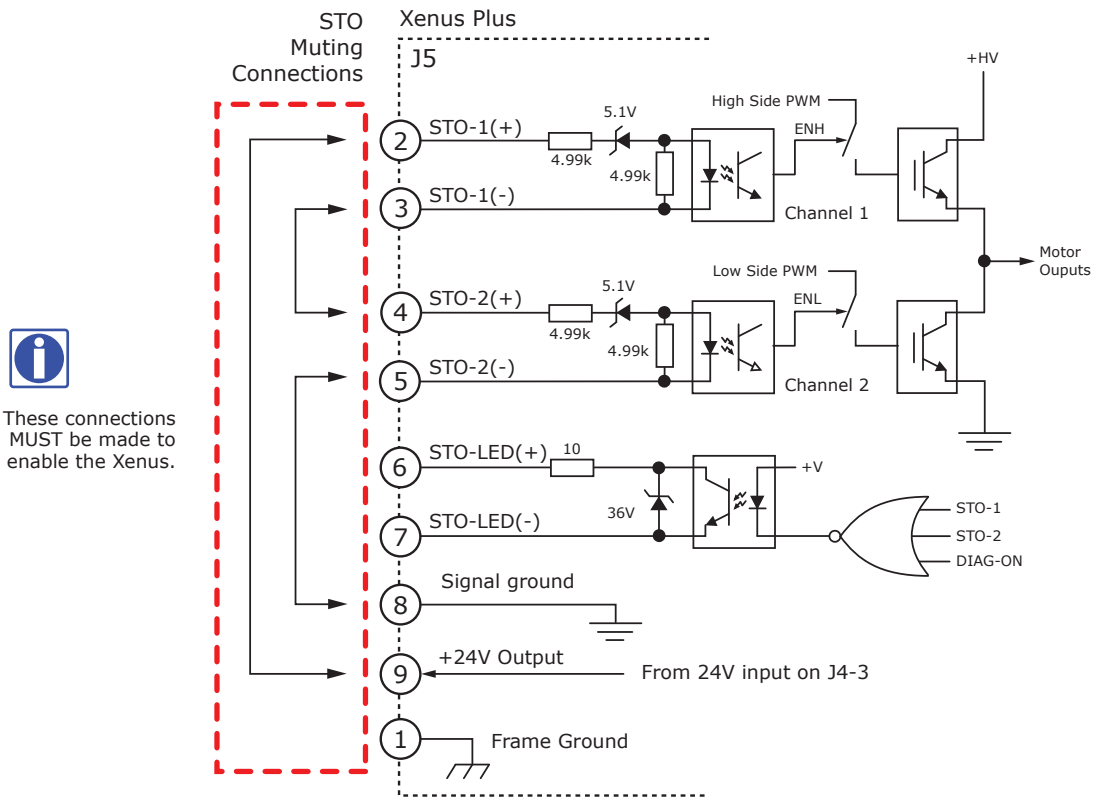 STO
Muting
Connections
Xenus Plus
J5
+HV
High Side PWM
5.1V
2
STO-1(+)
ENH
4.99k
4.99k
3
STO-1(-)
Channel 1
Motor
Ouputs
Low Side PWM
5.1V
4
STO-2(+)
ENL
4.99k
4.99k
5
STO-2(-)
Channel 2
i
These connections
MUST be made to
enable the Xenus.
6
STO-LED(+)
10
+V
36V
7
STO-LED(-)
STO-1
STO-2
DIAG-ON
8
Signal ground
9
+24V Output
From 24V input on J4-3
1
Frame Ground